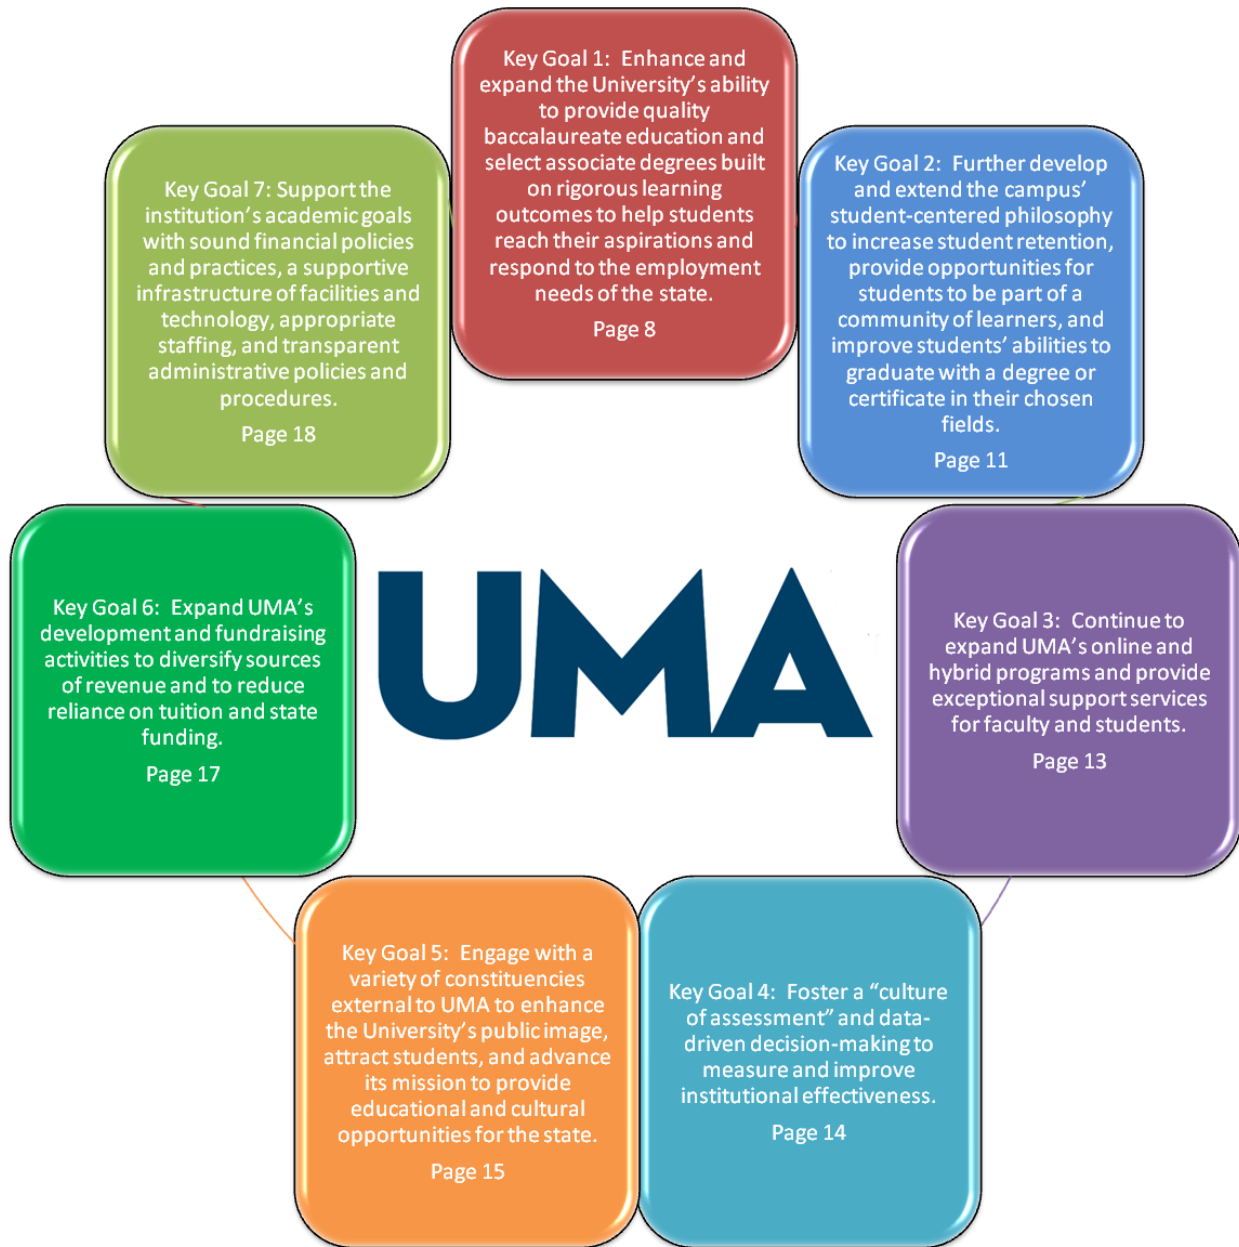 Key Goal 1:  Enhance and
expand the University’s ability
to provide quality
baccalaureate education and
select associate degrees built
on rigorous learning
outcomes to help students
reach their aspirations and
respond to the employment
needs of the state.
Page 8
Key Goal 2:  Further develop
and extend the campus’
student-centered philosophy
to increase student retention,
provide opportunities for
students to be part of a
community of learners, and
improve students’ abilities to
graduate with a degree or
certificate in their chosen
fields.
Page 11
Key Goal 3:  Continue to
expand UMA’s online and
hybrid programs and provide
exceptional support services
for faculty and students.
Page 13
Key Goal 4:  Foster a “culture
of assessment” and data-
driven decision-making to
measure and improve
institutional effectiveness.
Page 14
Key Goal 5:  Engage with a
variety of constituencies
external to UMA to enhance
the University’s public image,
attract students, and advance
its mission to provide
educational and cultural
opportunities for the state.
Page 15
Key Goal 6:  Expand UMA’s
development and fundraising
activities to diversify sources
of revenue and to reduce
reliance on tuition and state
funding.
Page 17
Key Goal 7: Support the
institution’s academic goals
with sound financial policies
and practices, a supportive
infrastructure of facilities and
technology, appropriate
staffing, and transparent
administrative policies and
procedures.
Page 18
UMA